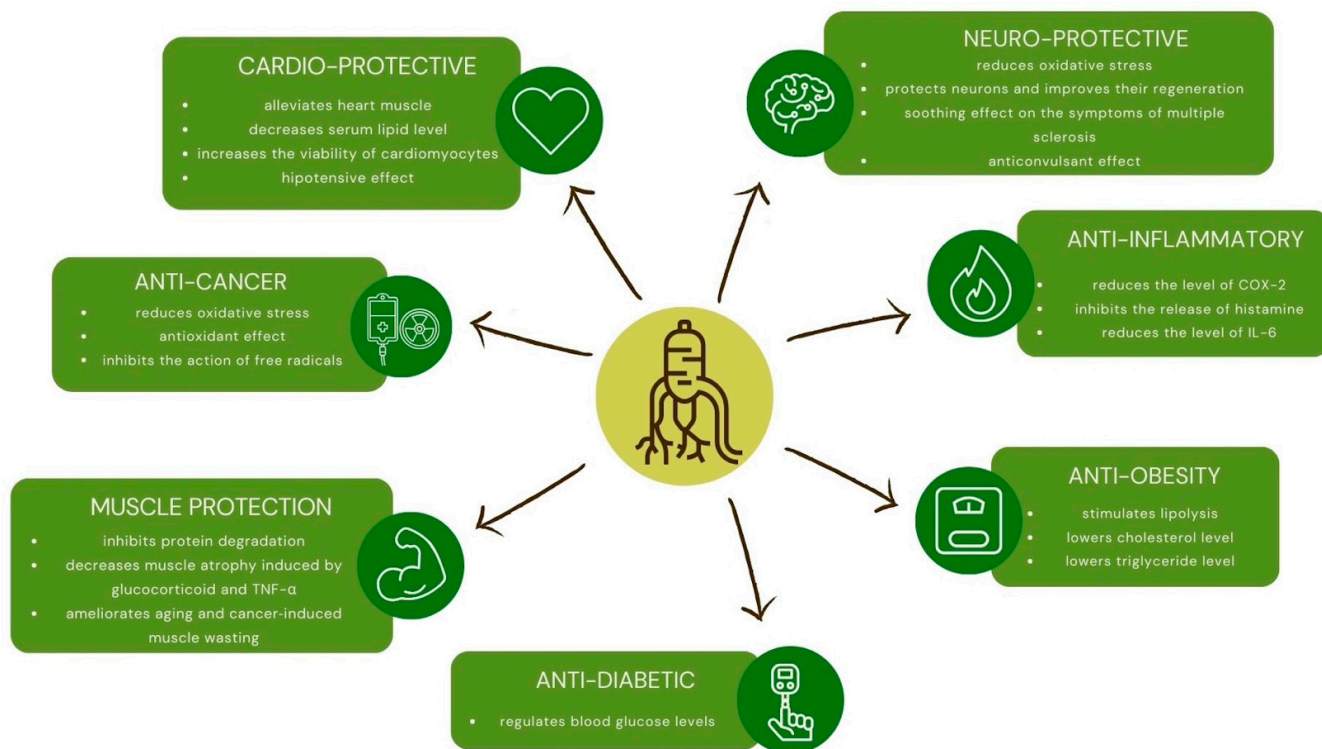 CARDIO-PROTECTIVE
• alleviates heart muscle
• decreases serum lipid level
• increases the viability of cardiomyocytes
• hipotensive effect
NEURO-PROTECTIVE
• reduces oxidative stress
• protects neurons and improves their regeneration
• soothing effect on the symptoms of multiple
sclerosis
• anticonvulsant effect
ANTI-CANCER
• reduces oxidative stress
• antioxidant effect
• inhibits the action of free radicals
ANTI-INFLAMMATORY
• reduces the level of COX-2
• inhibits the release of histamine
• reduces the level of IL-6
MUSCLE PROTECTION
• inhibits protein degradation
• decreases muscle atrophy induced by
glucocorticoid and TNF-α
• ameliorates aging and cancer-induced
muscle wasting
ANTI-OBESITY
• stimulates lipolysis
• lowers cholesterol level
• lowers triglyceride level
ANTI-DIABETIC
• regulates blood glucose levels